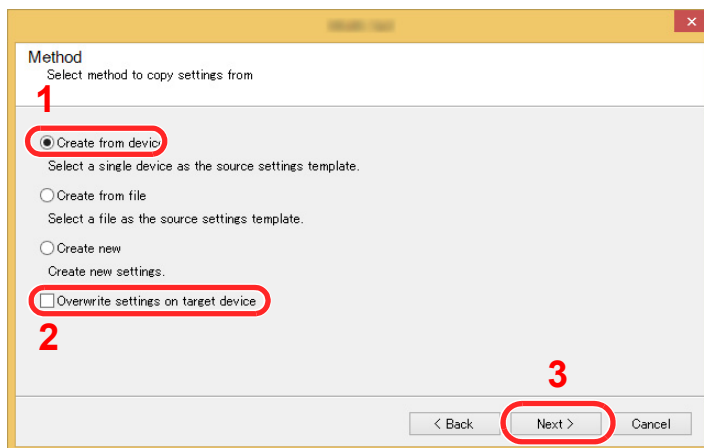 Method
Select method to copy settings from
1
Create from device
Select a single device as the source settings template.
Create from file
Select a file as the source settings template.
Create new
Create new settings.
Overwrite settings on target device
2
3
< Back Next > Cancel